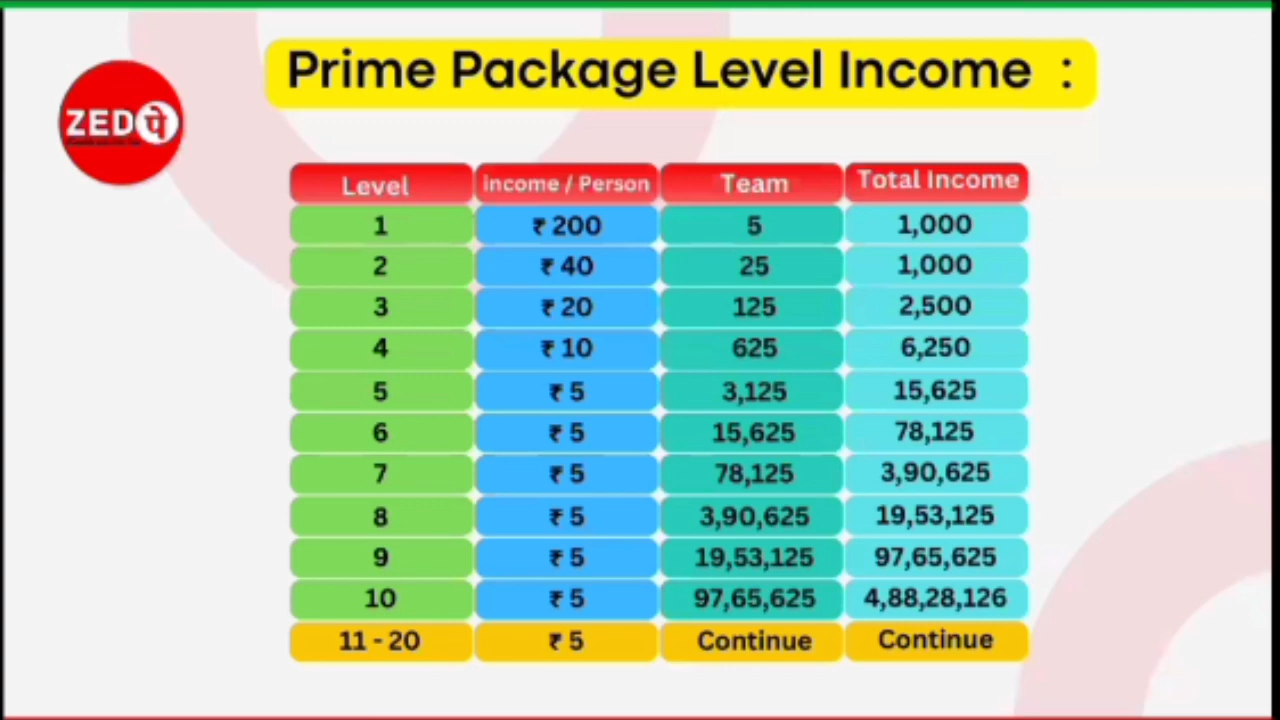 Prime Package Level Income :
ZED पे
Level Income / Person Team Total Income
1 ₹ 200 5 1,000
2 ₹ 40 25 1,000
3 ₹ 20 125 2,500
4 ₹ 10 625 6,250
5 ₹ 5 3,125 15,625
6 ₹ 5 15,625 78,125
7 ₹ 5 78,125 3,90,625
8 ₹ 5 3,90,625 19,53,125
9 ₹ 5 19,53,125 97,65,625
10 ₹ 5 97,65,625 4,88,28,126
11 - 20 ₹ 5 Continue Continue